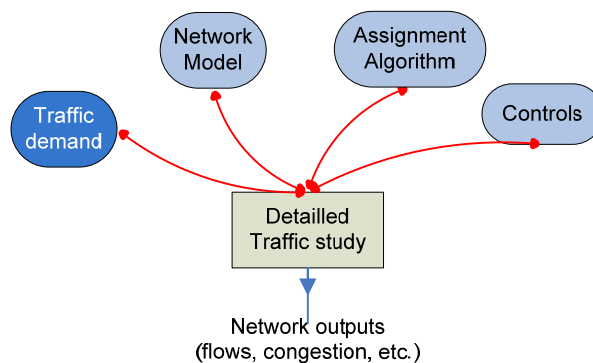 Network
Model
Assignment
Algorithm
Traffic
demand
Controls
Detailled
Traffic study
Network outputs
(flows, congestion, etc.)